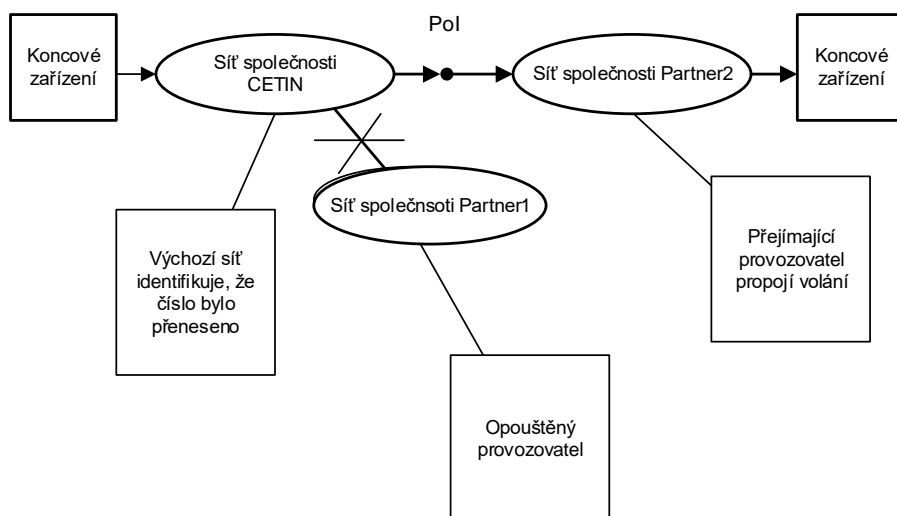 PoI
Koncové
zařízení
Síť společnosti
CETIN
Síť společnosti Partner2
Koncové
zařízení
Síť společnsoti Partner1
Výchozí síť
identifikuje, že
číslo bylo
přeneseno
Přejímající
provozovatel
propojí volání
Opouštěný
provozovatel